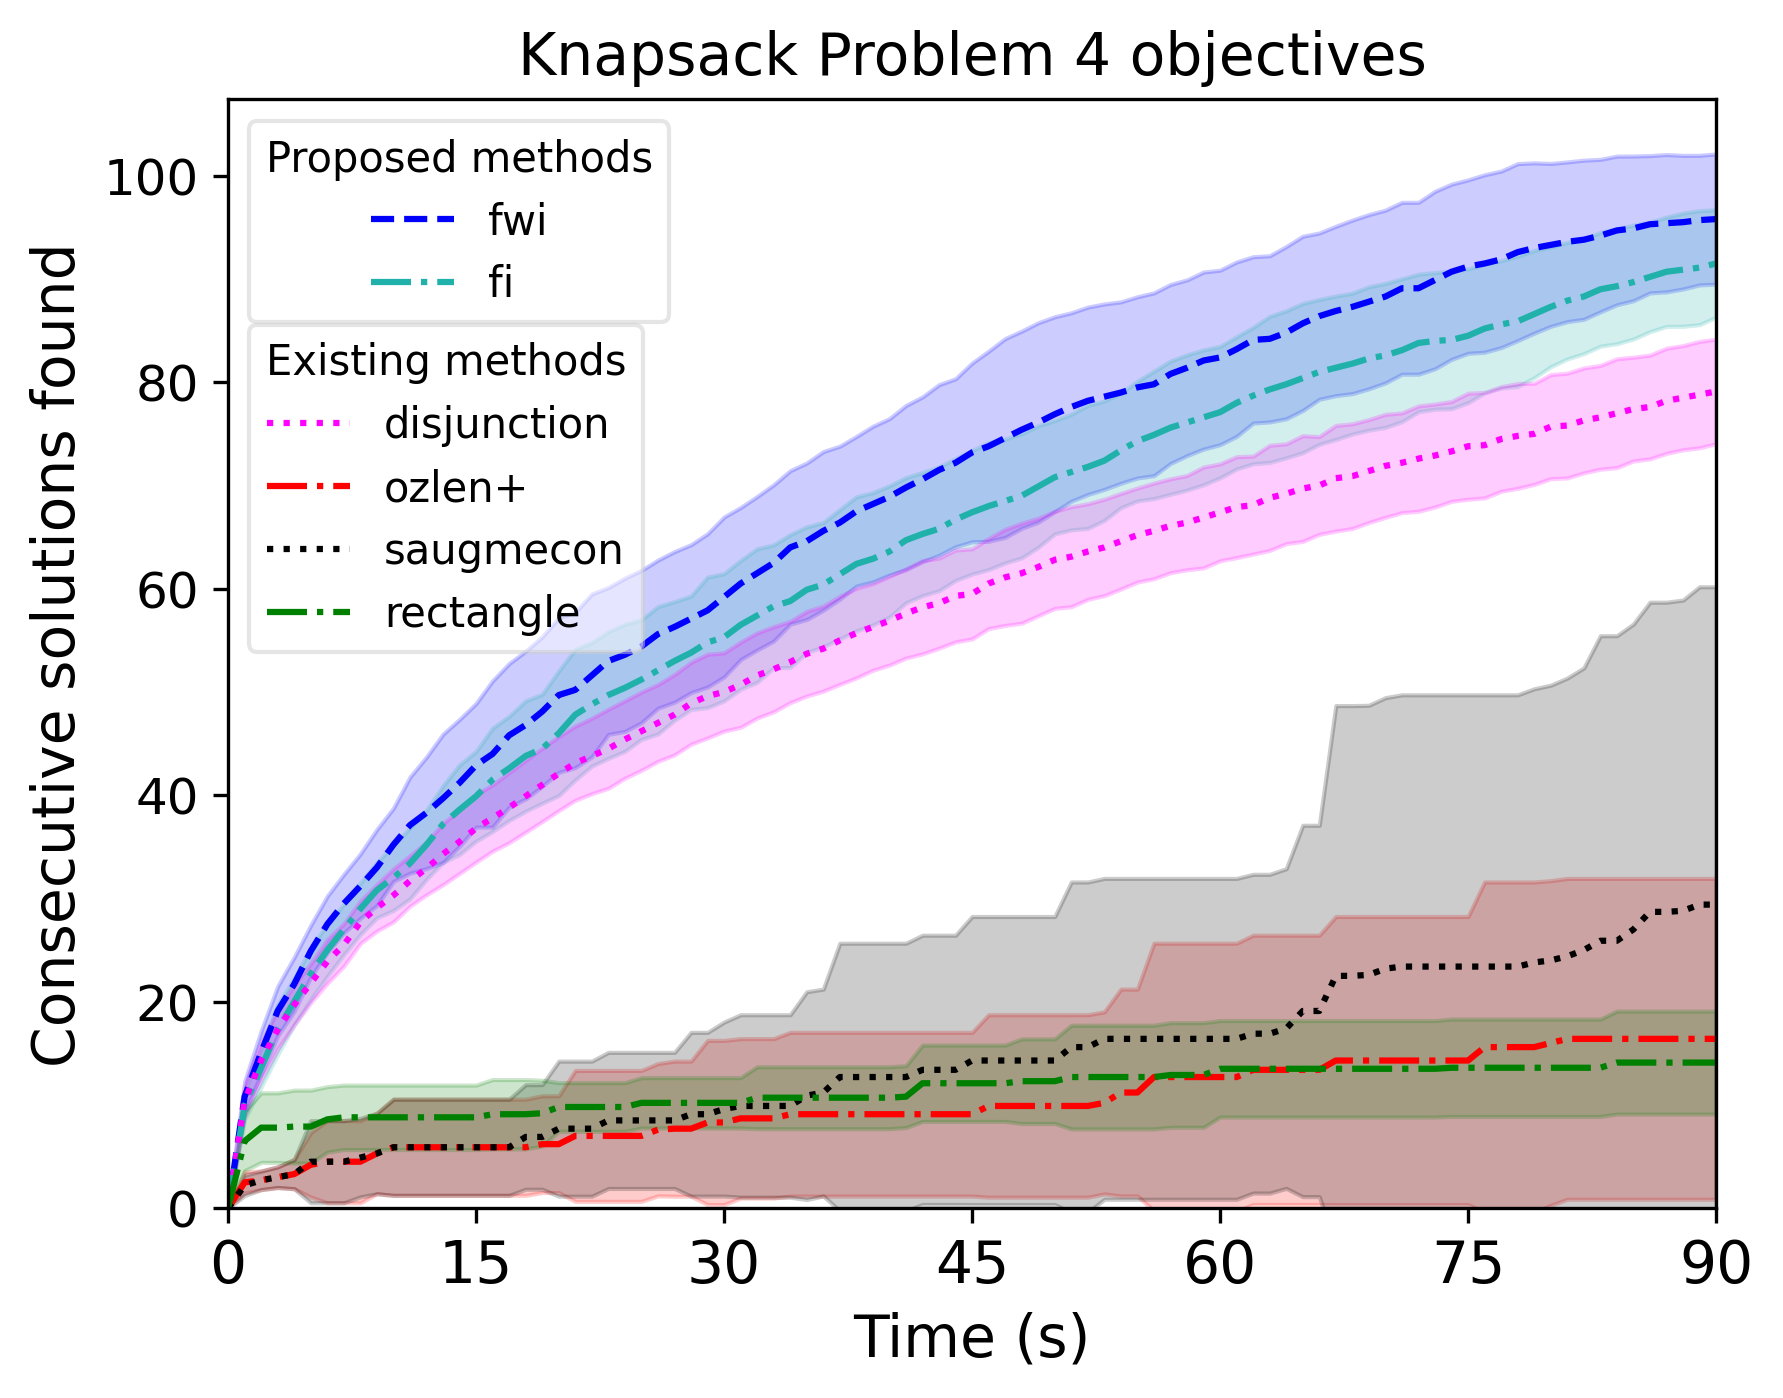 Knapsack Problem 4 objectives
Consecutive solutions found
100
80
60
40
20
0
Proposed methods
fwi
fi
Existing methods
disjunction
ozlen+
saugmecon
rectangle
0 15 30 45 60 75 90
Time (s)